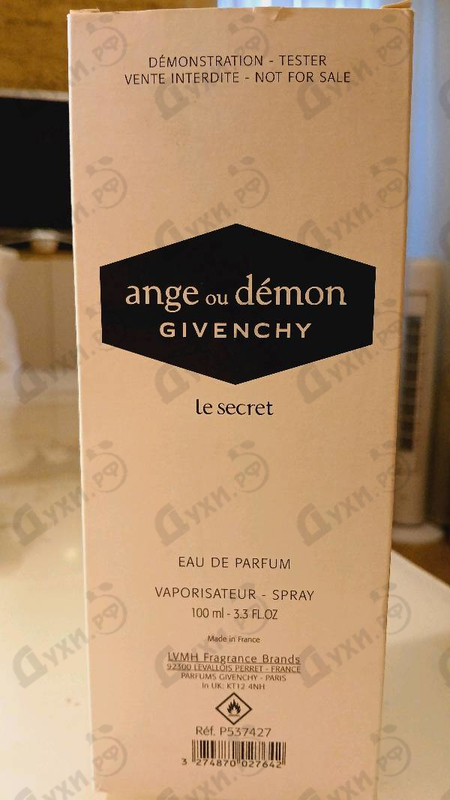 DÉMONSTRATION - TESTER
VENTE INTERDITE - NOT FOR SALE
ange ou démon
GIVENCHY
le secret
EAU DE PARFUM
VAPORISATEUR - SPRAY
100 ml - 3.3 FL.OZ
Made in France
LVMH Fragrance Brands
92300 LEVALLOIS PERRET - FRANCE
PARFUMS GIVENCHY - PARIS
In UK: KT12 4NH
Réf. P537427
3 274870 027642
Духи.рф